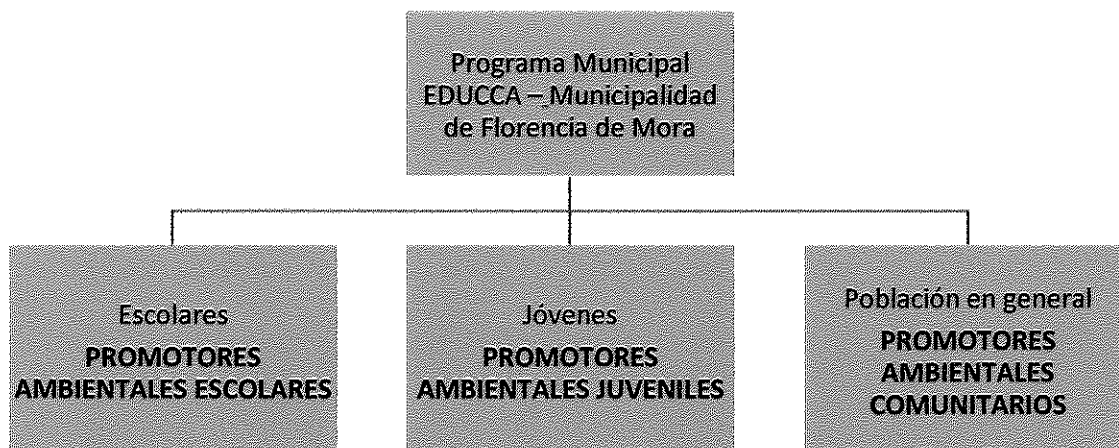 Programa Municipal
EDUCCA – Municipalidad
de Florencia de Mora
Escolares
PROMOTORES
AMBIENTALES ESCOLARES
Jóvenes
PROMOTORES
AMBIENTALES JUVENILES
Población en general
PROMOTORES
AMBIENTALES
COMUNITARIOS